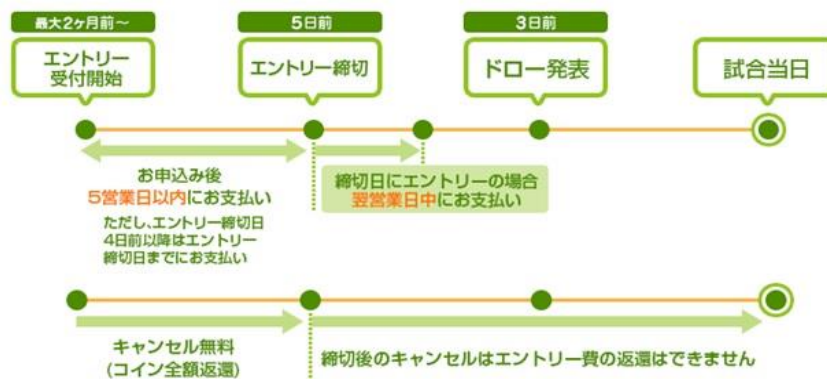 最大2ヶ月前～
5日前
3日前
エントリー
受付開始
エントリー締切
ドロー発表
試合当日
お申込み後
5営業日以内にお支払い
ただし、エントリー締切日
4日前以降はエントリー
締切日までにお支払い
締切日にエントリーの場合
翌営業日中にお支払い
キャンセル無料
(コイン全額返還)
締切後のキャンセルはエントリー費の返還はできません